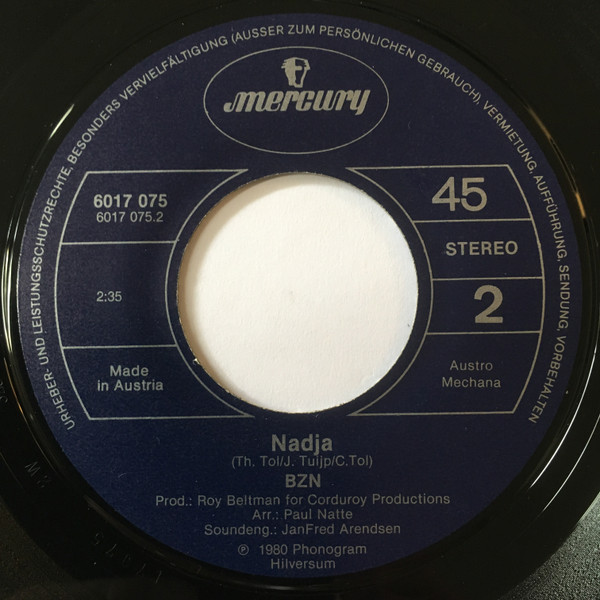 URHEBER- UND LEISTUNGSSCHUTZRECHTE, BESONDERS VERVIELFÄLTIGUNG (AUSSER ZUM PERSÖNLICHEN GEBRAUCH), VERMIETUNG, AUFFÜHRUNG, SENDUNG, VORBEHALTEN
mercury
6017 075
6017 075.2
2:35
Made
in Austria
45
STEREO
2
Austro
Mechana
Nadja
(Th. Tol/J. Tuijp/C.Tol)
BZN
Prod.: Roy Beltman for Corduroy Productions
Arr.: Paul Natte
Soundeng.: JanFred Arendsen
℗ 1980 Phonogram
Hilversum